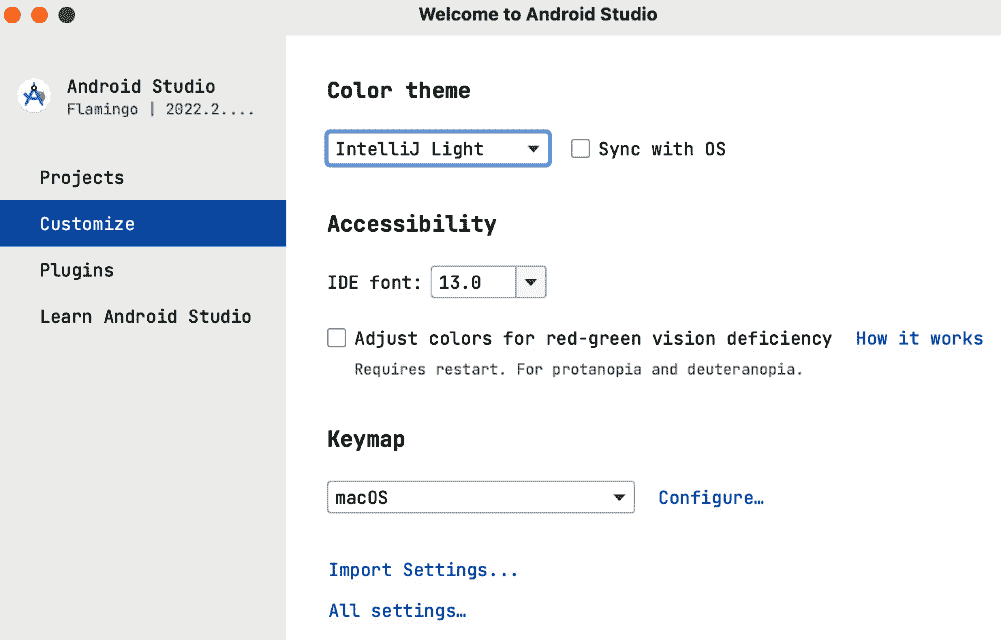 Welcome to Android Studio
Android Studio
Flamingo | 2022.2....
Projects
Customize
Plugins
Learn Android Studio
Color theme
IntelliJ Light
Sync with OS
Accessibility
IDE font: 13.0
Adjust colors for red-green vision deficiency How it works
Requires restart. For protanopia and deuteranopia.
Keymap
macOS Configure…
Import Settings...
All settings…